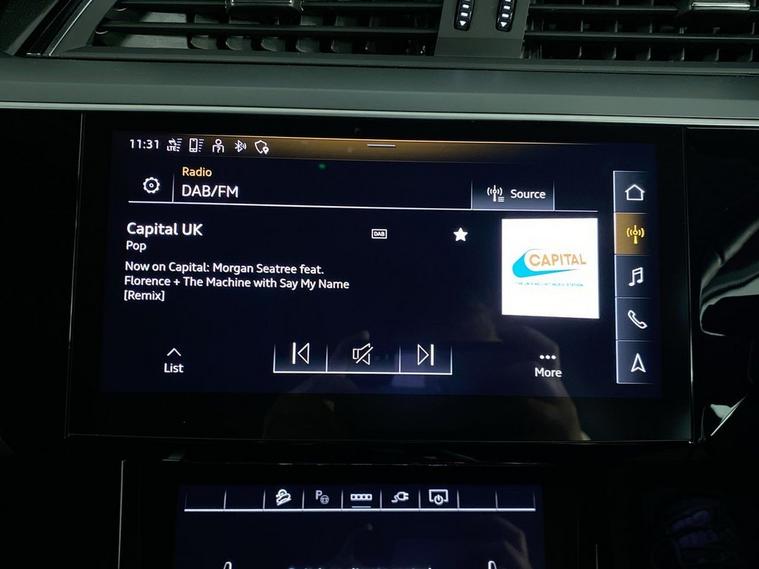 11:31 LTE
Radio
DAB/FM
Source
Capital UK
DAB
Pop
Now on Capital: Morgan Seatree feat.
Florence + The Machine with Say My Name
[Remix]
CAPITAL
List
More
P